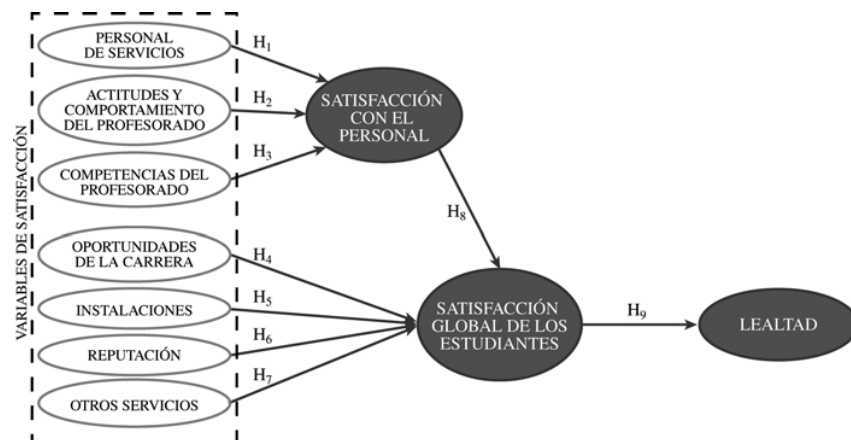 VARIABLES DE SATISFACCIÓN
PERSONAL
DE SERVICIOS
H1
ACTITUDES Y
COMPORTAMIENTO
DEL PROFESORADO
H2
COMPETENCIAS DEL
PROFESORADO
H3
SATISFACCIÓN
CON EL
PERSONAL
H8
OPORTUNIDADES
DE LA CARRERA
H4
INSTALACIONES
H5
REPUTACIÓN
H6
OTROS SERVICIOS
H7
SATISFACCIÓN
GLOBAL DE LOS
ESTUDIANTES
H9
LEALTAD